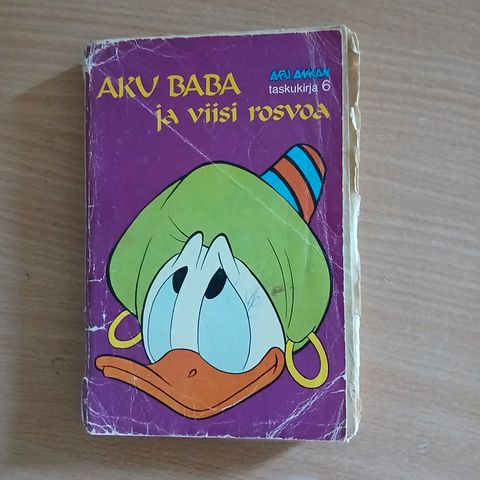 AKU BABA
ja viisi rosvoa
AKU ANKAN
taskukirja 6